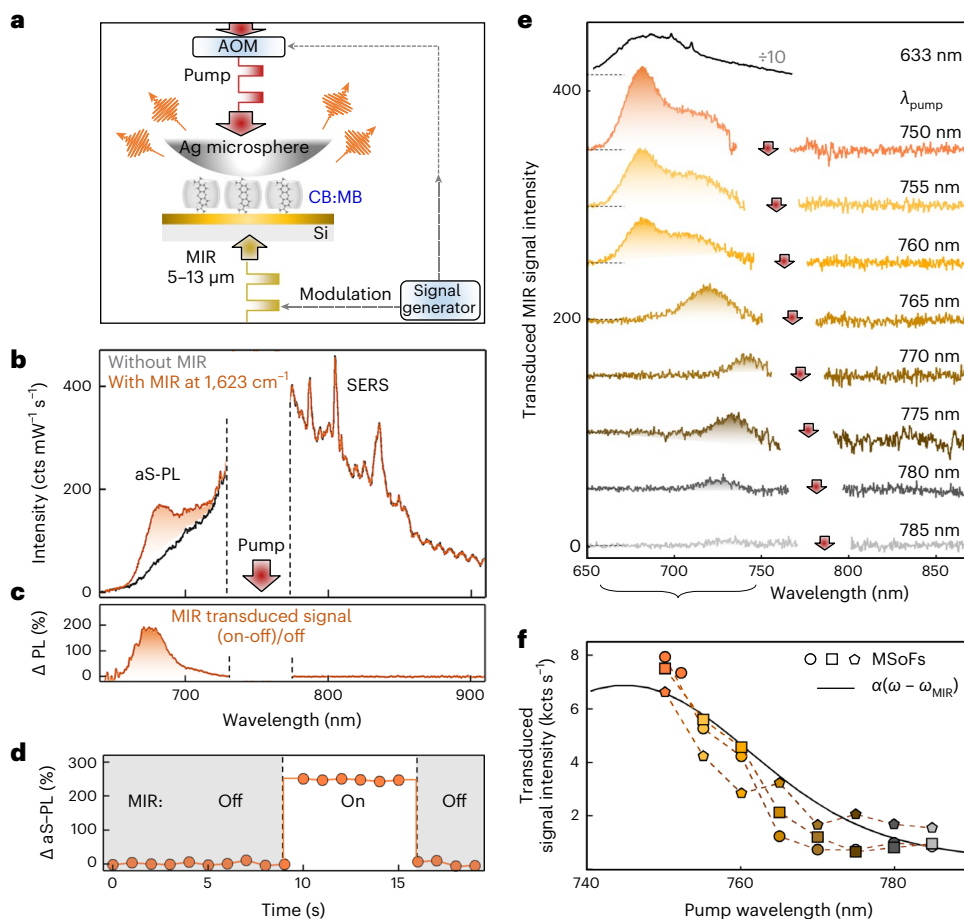 a
AOM
Pump
Ag microsphere
CB:MB
Si
MIR
5–13 μm
Modulation
Signal
generator
b
Without MIR
With MIR at 1,623 cm⁻¹
SERS
aS-PL
Pump
Intensity (cts mW⁻¹ s⁻¹)
400
200
0
c
MIR transduced signal
(on-off)/off
Δ PL (%)
200
100
0
700
800
900
Wavelength (nm)
d
Δ aS–PL (%)
300
200
100
0
MIR:
Off
On
Off
0
5
10
15
Time (s)
e
÷10
633 nm
λpump
750 nm
755 nm
760 nm
765 nm
770 nm
775 nm
780 nm
785 nm
Transduced MIR signal intensity
400
200
0
650
700
750
800
850
Wavelength (nm)
f
MSoFs
α(ω – ωMIR)
Transduced
signal intensity (kcts s⁻¹)
8
6
4
2
740
760
780
Pump wavelength (nm)